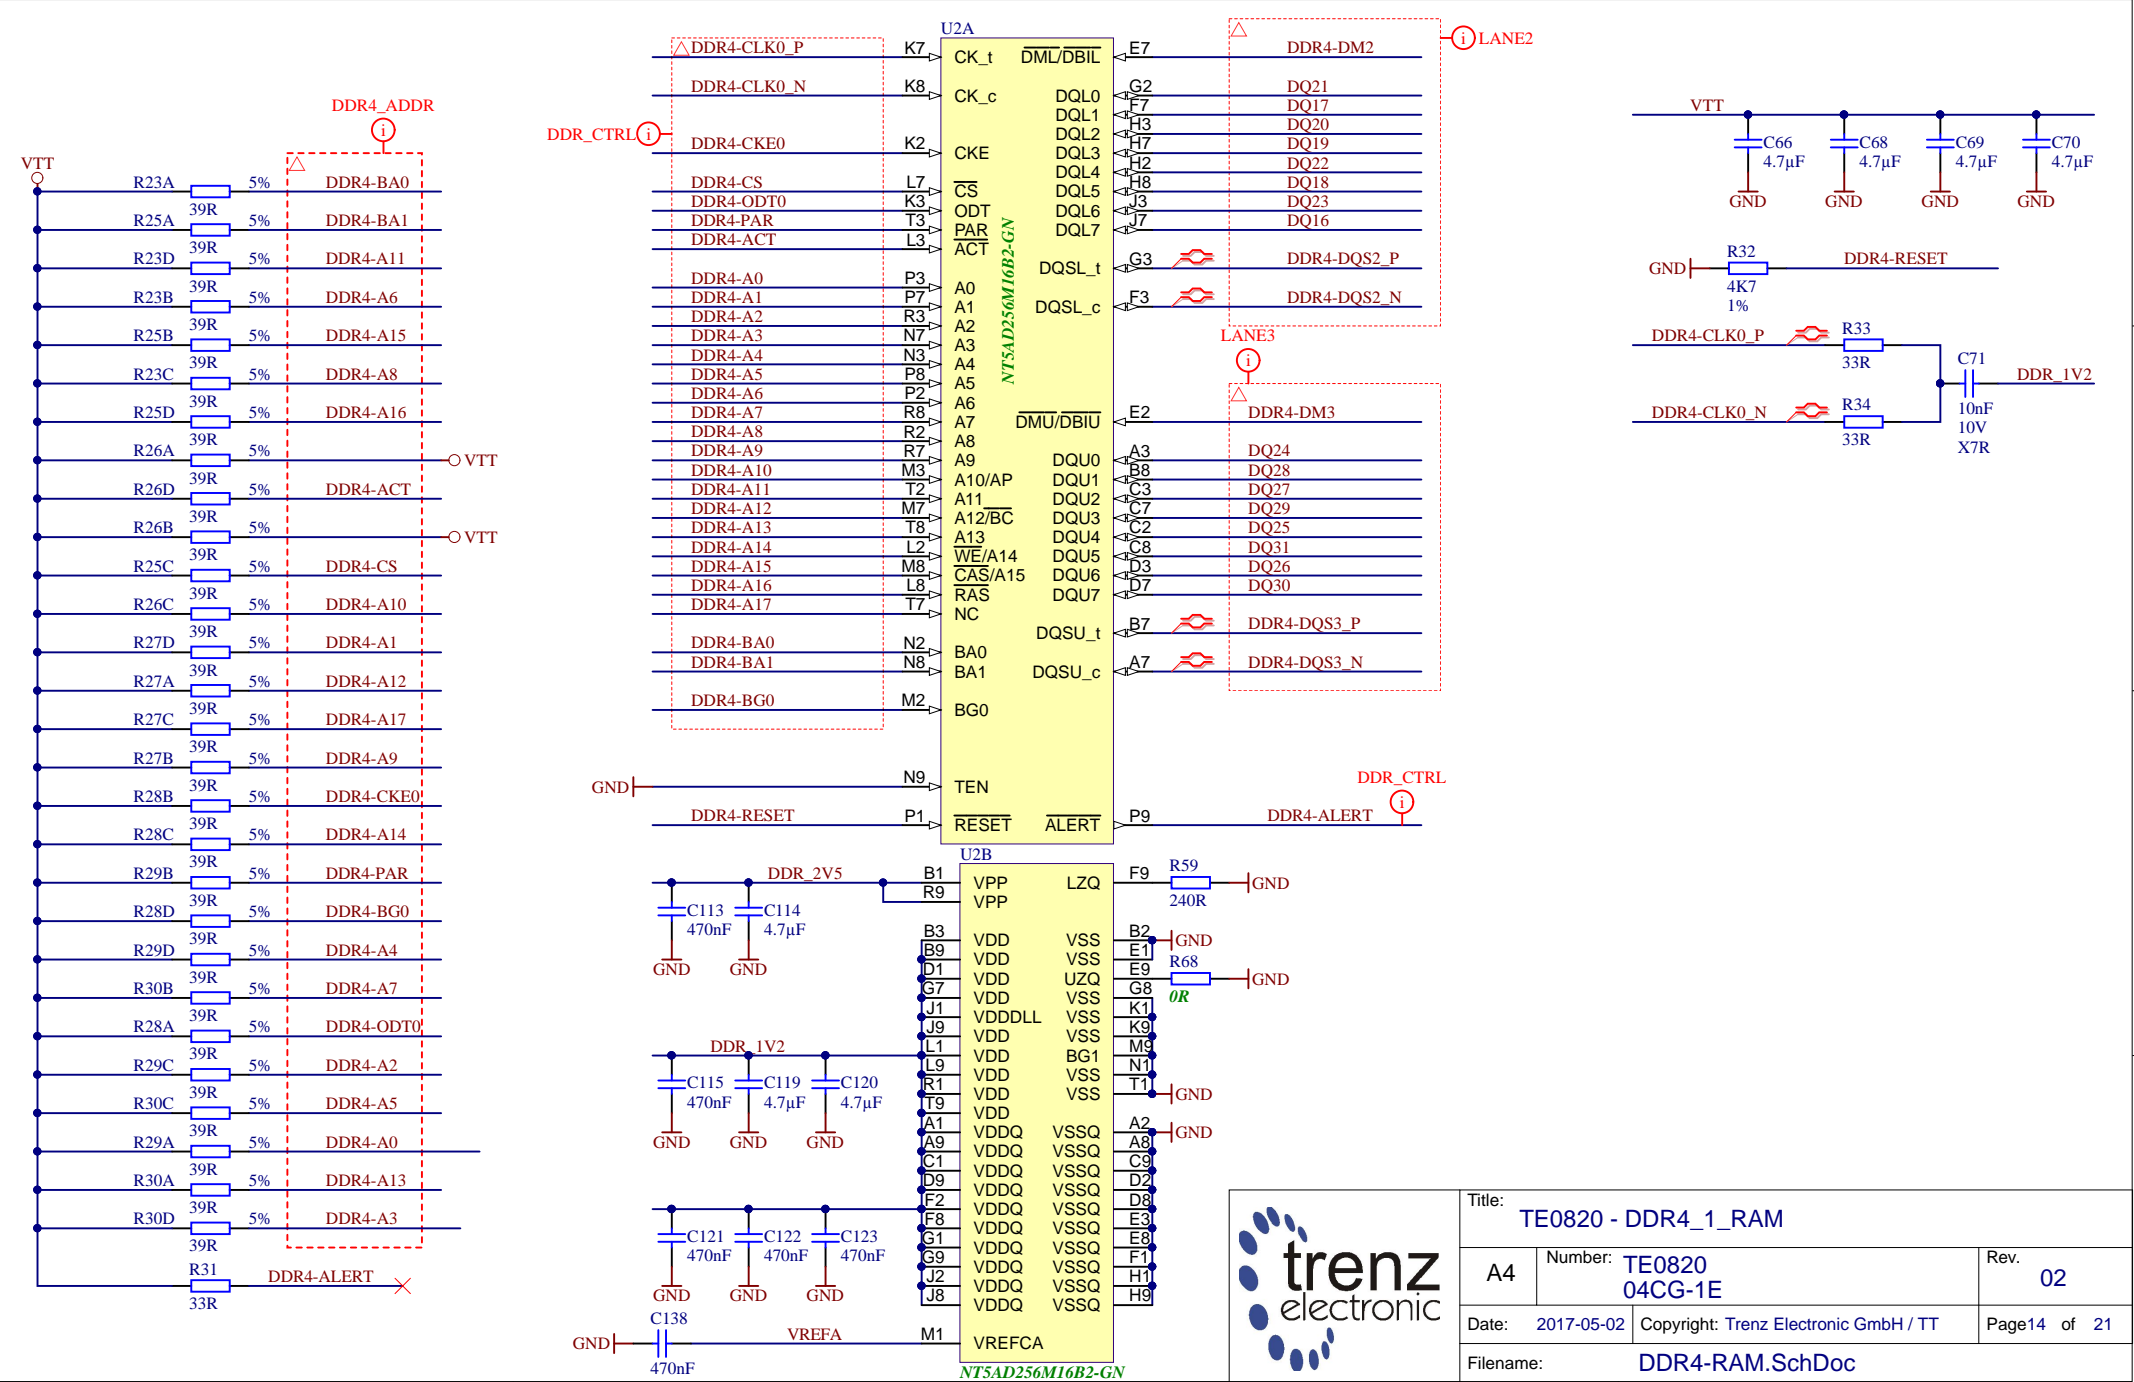 DDR4_ADDR
VTT
R23A 39R 5% DDR4-BA0
R25A 39R 5% DDR4-BA1
R23D 39R 5% DDR4-A11
R23B 39R 5% DDR4-A6
R25B 39R 5% DDR4-A15
R23C 39R 5% DDR4-A8
R25D 39R 5% DDR4-A16
R26A 39R 5% VTT
R26D 39R 5% DDR4-ACT
R26B 39R 5% VTT
R25C 39R 5% DDR4-CS
R26C 39R 5% DDR4-A10
R27D 39R 5% DDR4-A1
R27A 39R 5% DDR4-A12
R27C 39R 5% DDR4-A17
R27B 39R 5% DDR4-A9
R28B 39R 5% DDR4-CKE0
R28C 39R 5% DDR4-A14
R29B 39R 5% DDR4-PAR
R28D 39R 5% DDR4-BG0
R29D 39R 5% DDR4-A4
R30B 39R 5% DDR4-A7
R28A 39R 5% DDR4-ODT0
R29C 39R 5% DDR4-A2
R30C 39R 5% DDR4-A5
R29A 39R 5% DDR4-A0
R30A 39R 5% DDR4-A13
R30D 39R 5% DDR4-A3
R31 33R DDR4-ALERT
U2A
DDR_CTRL
DDR4-CLK0_P K7 CK_t
DDR4-CLK0_N K8 CK_c
DDR4-CKE0 K2 CKE
DDR4-CS L7 CS
DDR4-ODT0 K3 ODT
DDR4-PAR T3 PAR
DDR4-ACT L3 ACT
DDR4-A0 P3 A0
DDR4-A1 P7 A1
DDR4-A2 R3 A2
DDR4-A3 N7 A3
DDR4-A4 N3 A4
DDR4-A5 P8 A5
DDR4-A6 P2 A6
DDR4-A7 R8 A7
DDR4-A8 R2 A8
DDR4-A9 R7 A9
DDR4-A10 M3 A10/AP
DDR4-A11 T2 A11
DDR4-A12 M7 A12/BC
DDR4-A13 T8 A13
DDR4-A14 L2 WE/A14
DDR4-A15 M8 CAS/A15
DDR4-A16 L8 RAS
DDR4-A17 T7 NC
DDR4-BA0 N2 BA0
DDR4-BA1 N8 BA1
DDR4-BG0 M2 BG0
GND N9 TEN
DDR4-RESET P1 RESET
NT5AD256M16B2-GN
LANE2
DML/DBIL E7 DDR4-DM2
DQL0 G2 DQ21
DQL1 F7 DQ17
DQL2 H3 DQ20
DQL3 H7 DQ19
DQL4 H2 DQ22
DQL5 H8 DQ18
DQL6 J3 DQ23
DQL7 J7 DQ16
DQSL_t G3 DDR4-DQS2_P
DQSL_c F3 DDR4-DQS2_N
LANE3
DMU/DBIU E2 DDR4-DM3
DQU0 A3 DQ24
DQU1 B8 DQ28
DQU2 C3 DQ27
DQU3 C7 DQ29
DQU4 C2 DQ25
DQU5 C8 DQ31
DQU6 D3 DQ26
DQU7 D7 DQ30
DQSU_t B7 DDR4-DQS3_P
DQSU_c A7 DDR4-DQS3_N
DDR_CTRL
ALERT P9 DDR4-ALERT
U2B
DDR_2V5 B1 VPP
R9 VPP
C113 470nF GND
C114 4.7µF GND
B3 VDD
B9 VDD
D1 VDD
G7 VDD
J1 VDDDLL
J9 VDD
DDR_1V2 L1 VDD
L9 VDD
R1 VDD
T9 VDD
C115 470nF GND
C119 4.7µF GND
C120 4.7µF GND
A1 VDDQ
A9 VDDQ
C1 VDDQ
D9 VDDQ
F2 VDDQ
F8 VDDQ
G1 VDDQ
G9 VDDQ
J2 VDDQ
J8 VDDQ
C121 470nF GND
C122 470nF GND
C123 470nF GND
GND C138 470nF VREFA M1 VREFCA
LZQ F9 R59 240R GND
VSS B2 GND
VSS E1
UZQ E9 R68 0R GND
VSS G8
VSS K1
VSS K9
BG1 M9
VSS N1
VSS T1 GND
VSSQ A2 GND
VSSQ A8
VSSQ C9
VSSQ D2
VSSQ D8
VSSQ E3
VSSQ E8
VSSQ F1
VSSQ H1
VSSQ H9
NT5AD256M16B2-GN
VTT
C66 4.7µF GND
C68 4.7µF GND
C69 4.7µF GND
C70 4.7µF GND
GND R32 4K7 1% DDR4-RESET
DDR4-CLK0_P R33 33R
DDR4-CLK0_N R34 33R
C71 10nF 10V X7R DDR_1V2
trenz
electronic
Title: TE0820 - DDR4_1_RAM
A4
Number: TE0820
04CG-1E
Rev. 02
Date: 2017-05-02
Copyright: Trenz Electronic GmbH / TT
Page14 of 21
Filename: DDR4-RAM.SchDoc